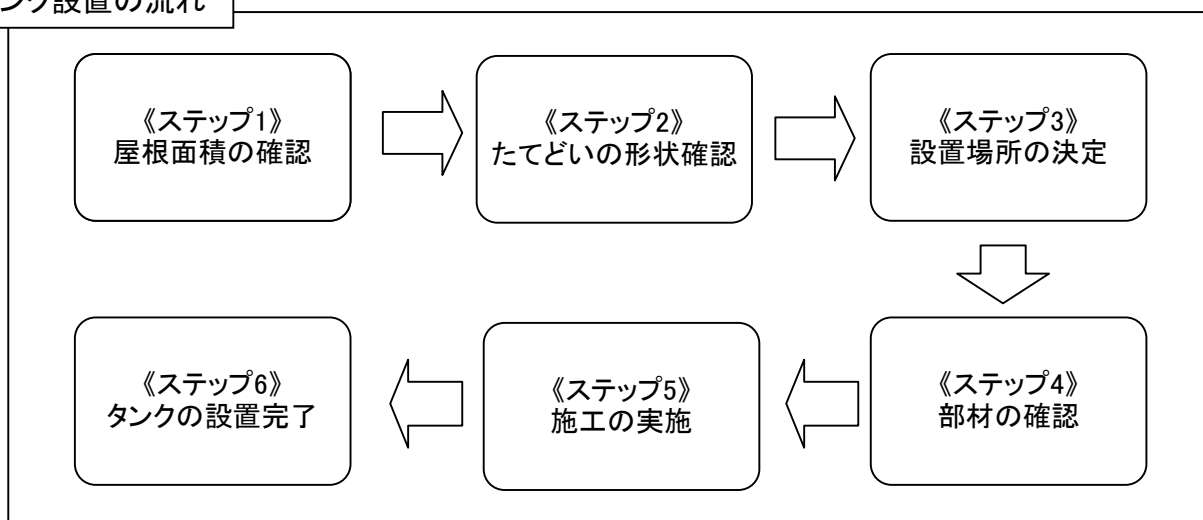 ンク設置の流れ
《ステップ1》
屋根面積の確認
《ステップ2》
たてどいの形状確認
《ステップ3》
設置場所の決定
《ステップ4》
部材の確認
《ステップ5》
施工の実施
《ステップ6》
タンクの設置完了